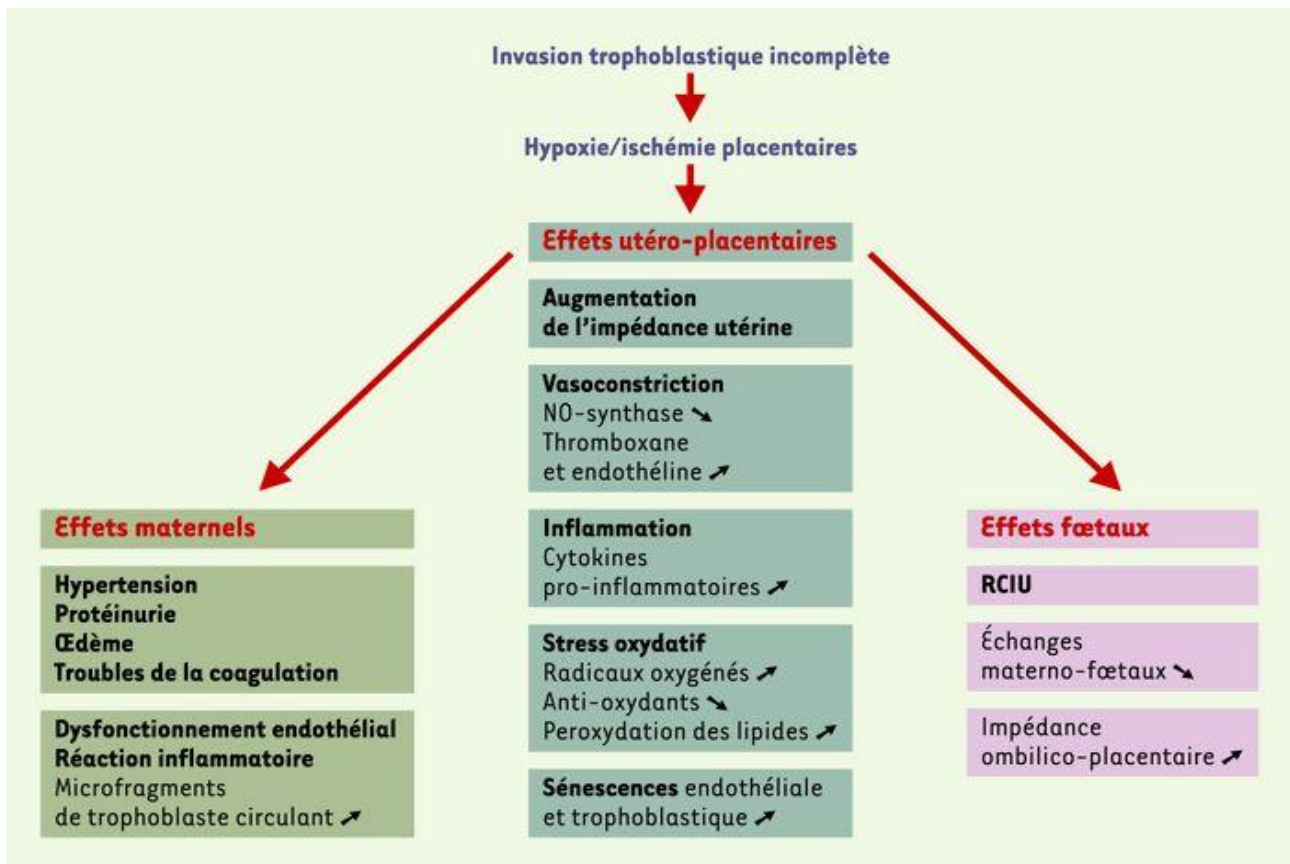 Invasion trophoblastique incomplète
Hypoxie/ischémie placentaires
Effets utéro-placentaires
Augmentation
de l'impédance utérine
Vasoconstriction
NO-synthase ➘
Thromboxane
et endothéline ➚
Inflammation
Cytokines
pro-inflammatoires ➚
Stress oxydatif
Radicaux oxygénés ➚
Anti-oxydants ➘
Peroxydation des lipides ➚
Sénescences endothéliale
et trophoblastique ➚
Effets maternels
Hypertension
Protéinurie
Œdème
Troubles de la coagulation
Dysfonctionnement endothélial
Réaction inflammatoire
Microfragments
de trophoblaste circulant ➚
Effets fœtaux
RCIU
Échanges
materno-fœtaux ➘
Impédance
ombilico-placentaire ➚